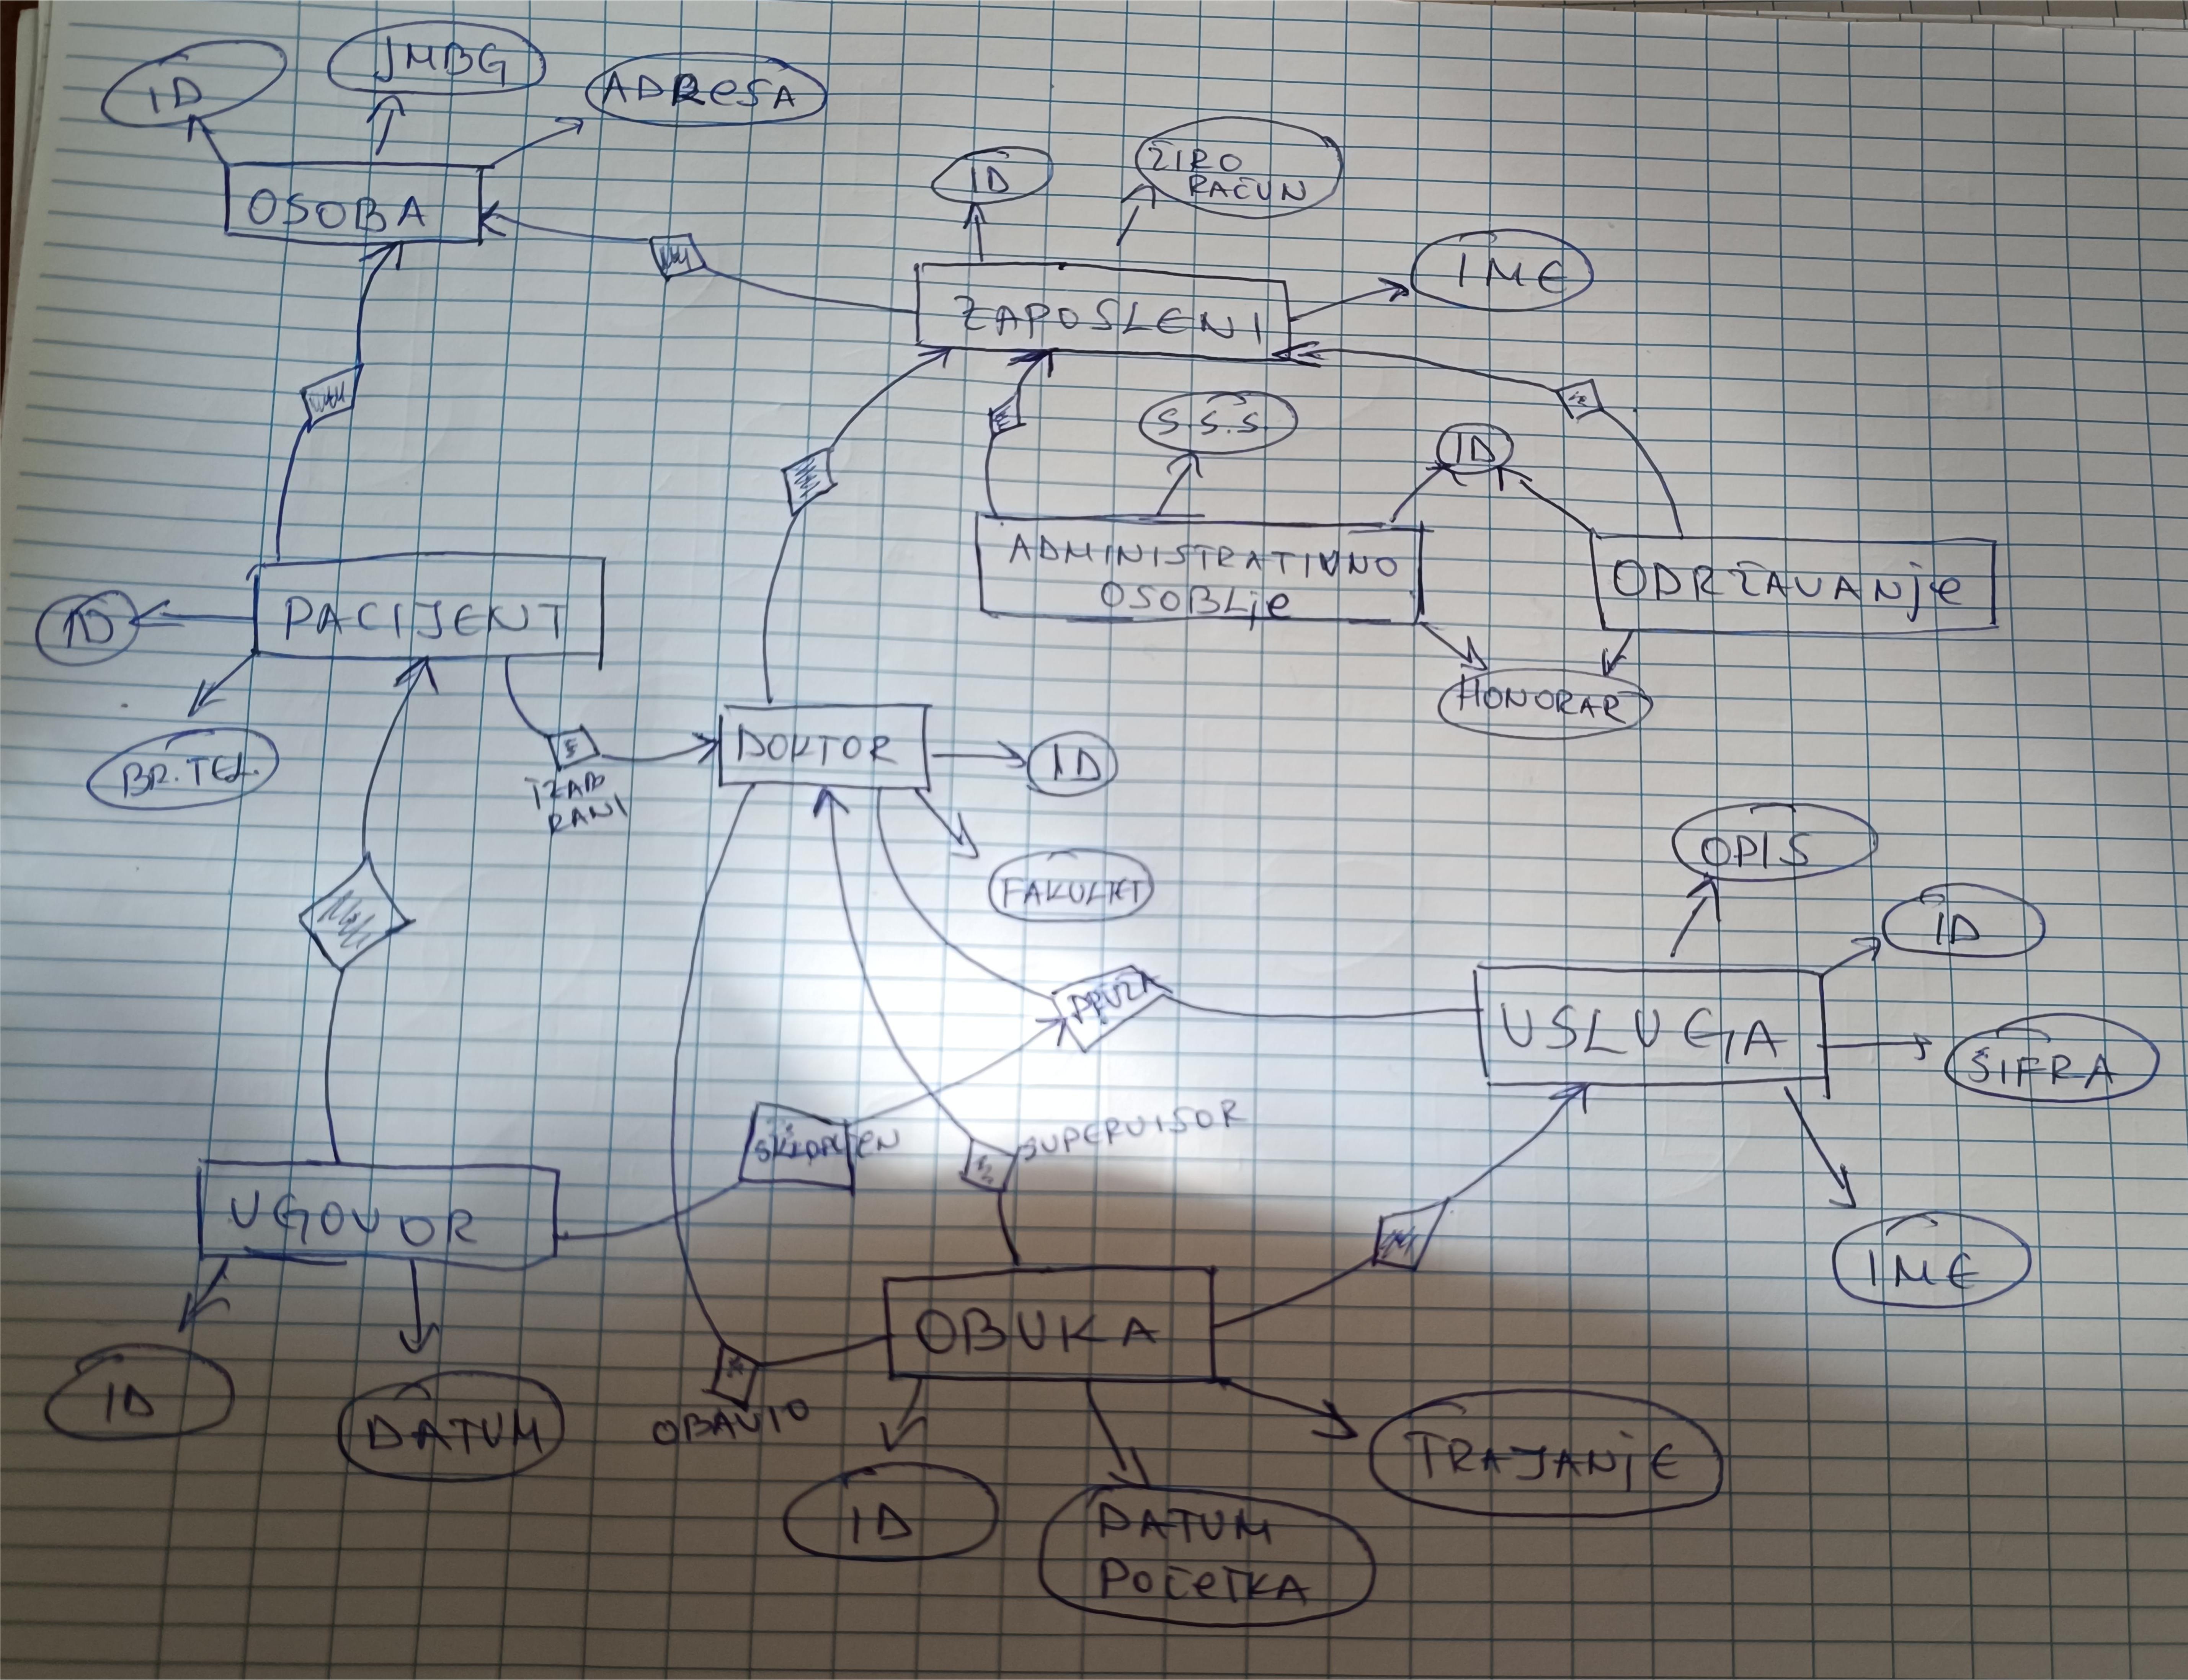 ID
JMBG
ADRESA
OSOBA
ID
ŽIRO
RAČUN
IME
ZAPOSLENI
S.S.S.
ID
ADMINISTRATIVNO
OSOBLJE
ODRŽAVANJE
HONORAR
PACIJENT
ID
BR.TEL.
IZAB
RANI
DOKTOR
ID
FAKULTET
OPIS
ID
PRUŽA
USLUGA
ŠIFRA
IME
SKLOPLJEN
SUPERVISOR
UGOVOR
ID
DATUM
OBUKA
OBAVIO
ID
DATUM
POČETKA
TRAJANJE